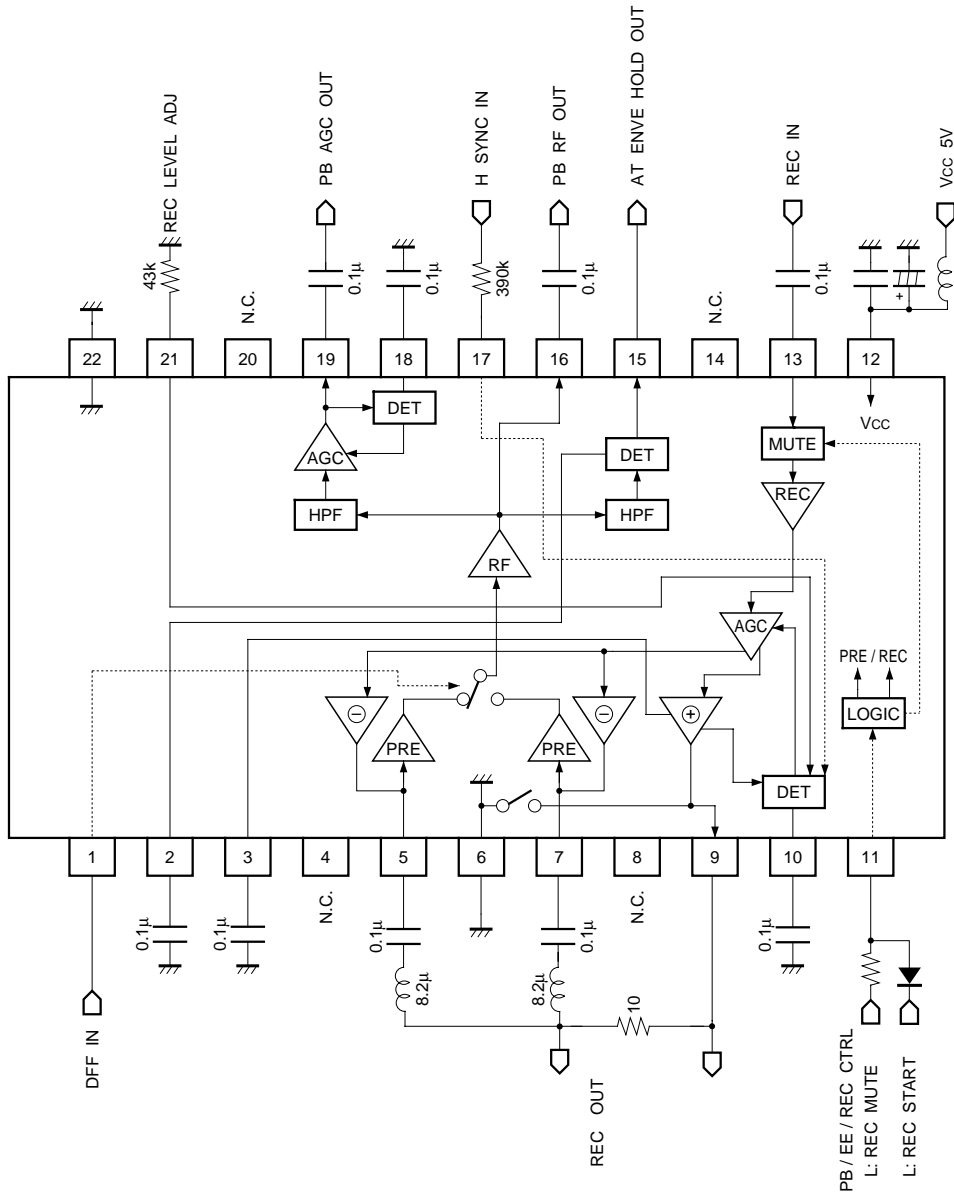 REC LEVEL ADJ
PB AGC OUT
H SYNC IN
PB RF OUT
AT ENVE HOLD OUT
REC IN
VCC 5V
43k
N.C.
0.1μ
0.1μ
390k
0.1μ
N.C.
0.1μ
+
22
21
20
19
18
17
16
15
14
13
12
DET
AGC
HPF
DET
HPF
RF
MUTE
REC
VCC
AGC
PRE / REC
LOGIC
DET
−
PRE
PRE
−
+
1
2
3
4
5
6
7
8
9
10
11
0.1μ
0.1μ
N.C.
0.1μ
0.1μ
N.C.
0.1μ
8.2μ
8.2μ
10
DFF IN
REC OUT
PB / EE / REC CTRL
L: REC MUTE
L: REC START